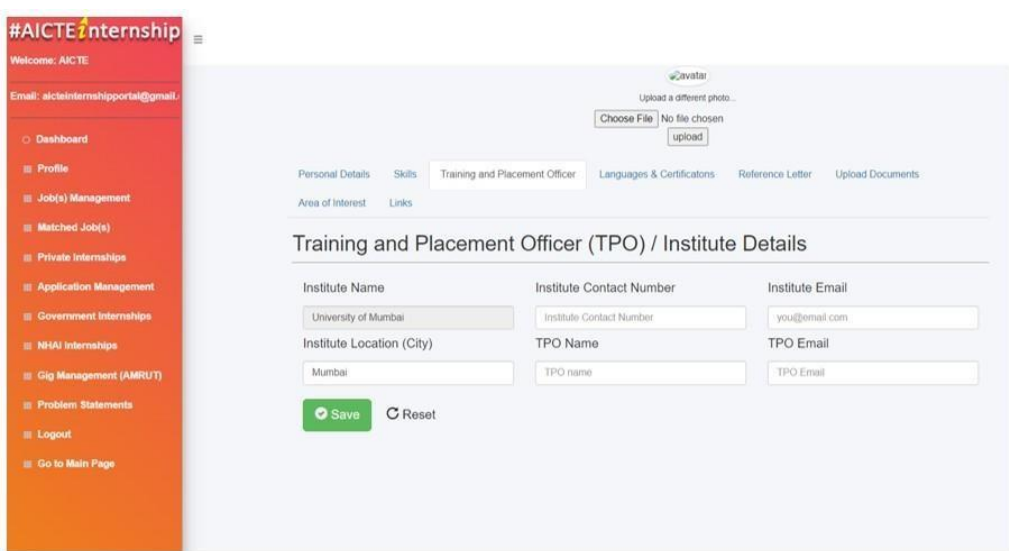 #AICTEinternship
Welcome: AICTE
Email: aicteinternshipportal@gmail.
Dashboard
Profile
Job(s) Management
Matched Job(s)
Private Internships
Application Management
Government Internships
NHAI Internships
Gig Management (AMRUT)
Problem Statements
Logout
Go to Main Page
avatar
Upload a different photo...
Choose File No file chosen
upload
Personal Details Skills Training and Placement Officer Languages & Certificatons Reference Letter Upload Documents
Area of Interest Links
Training and Placement Officer (TPO) / Institute Details
Institute Name Institute Contact Number Institute Email
University of Mumbai Institute Contact Number you@email.com
Institute Location (City) TPO Name TPO Email
Mumbai TPO name TPO Email
Save Reset